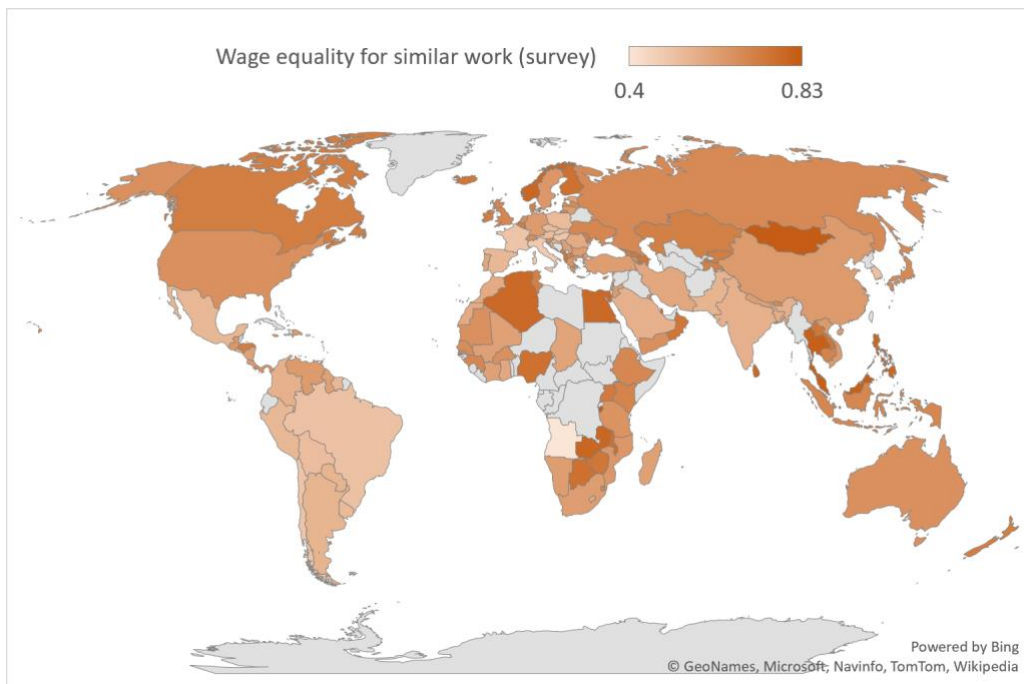 Wage equality for similar work (survey)
0.4 0.83
Powered by Bing
© GeoNames, Microsoft, Navinfo, TomTom, Wikipedia